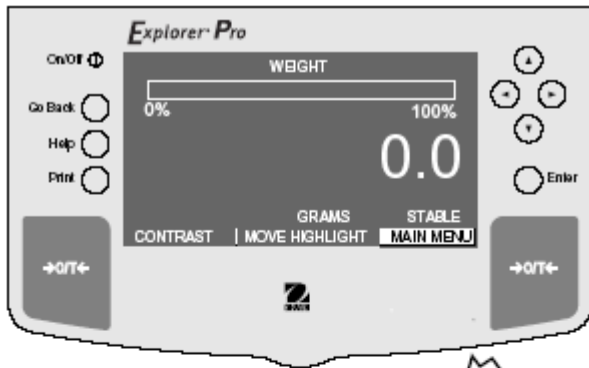 Explorer Pro
On/Off
WEIGHT
Go Back
0% 100%
Help
0.0
Print
Enter
GRAMS STABLE
CONTRAST | MOVE HIGHLIGHT MAIN MENU
→0/T← →0/T←
OHAUS